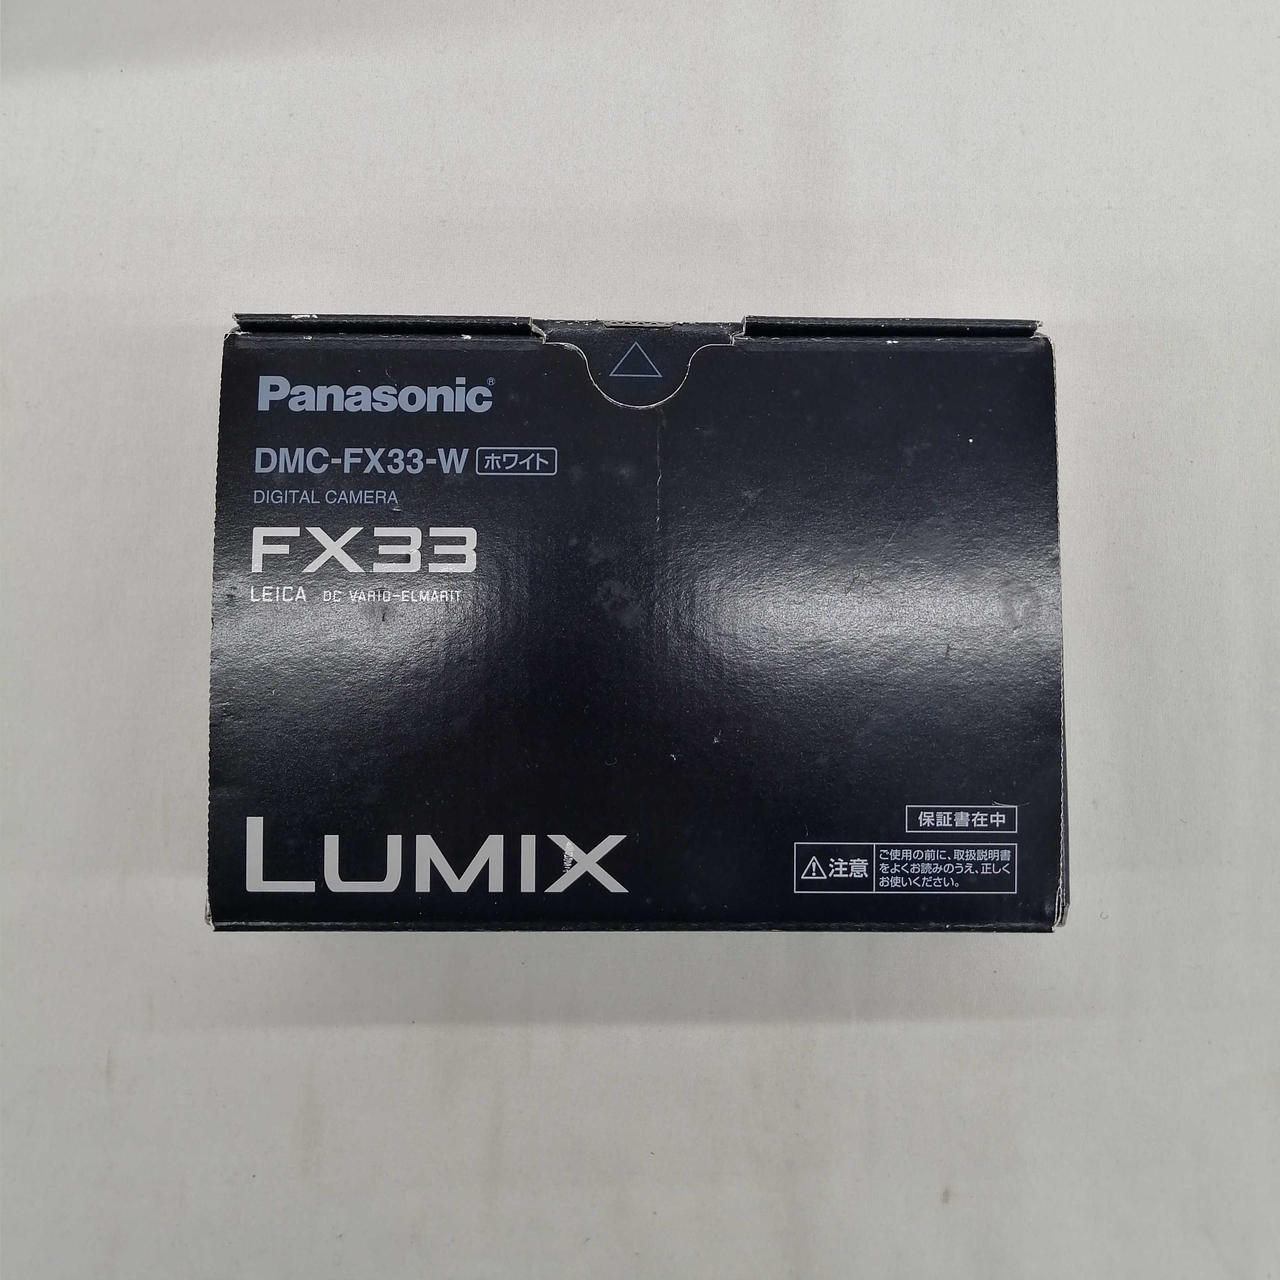 Panasonic®
DMC-FX33-W ホワイト
DIGITAL CAMERA
FX33
LEICA DC VARIO-ELMARIT
LUMIX
保証書在中
注意
ご使用の前に、取扱説明書
をよくお読みのうえ、正しく
お使いください。